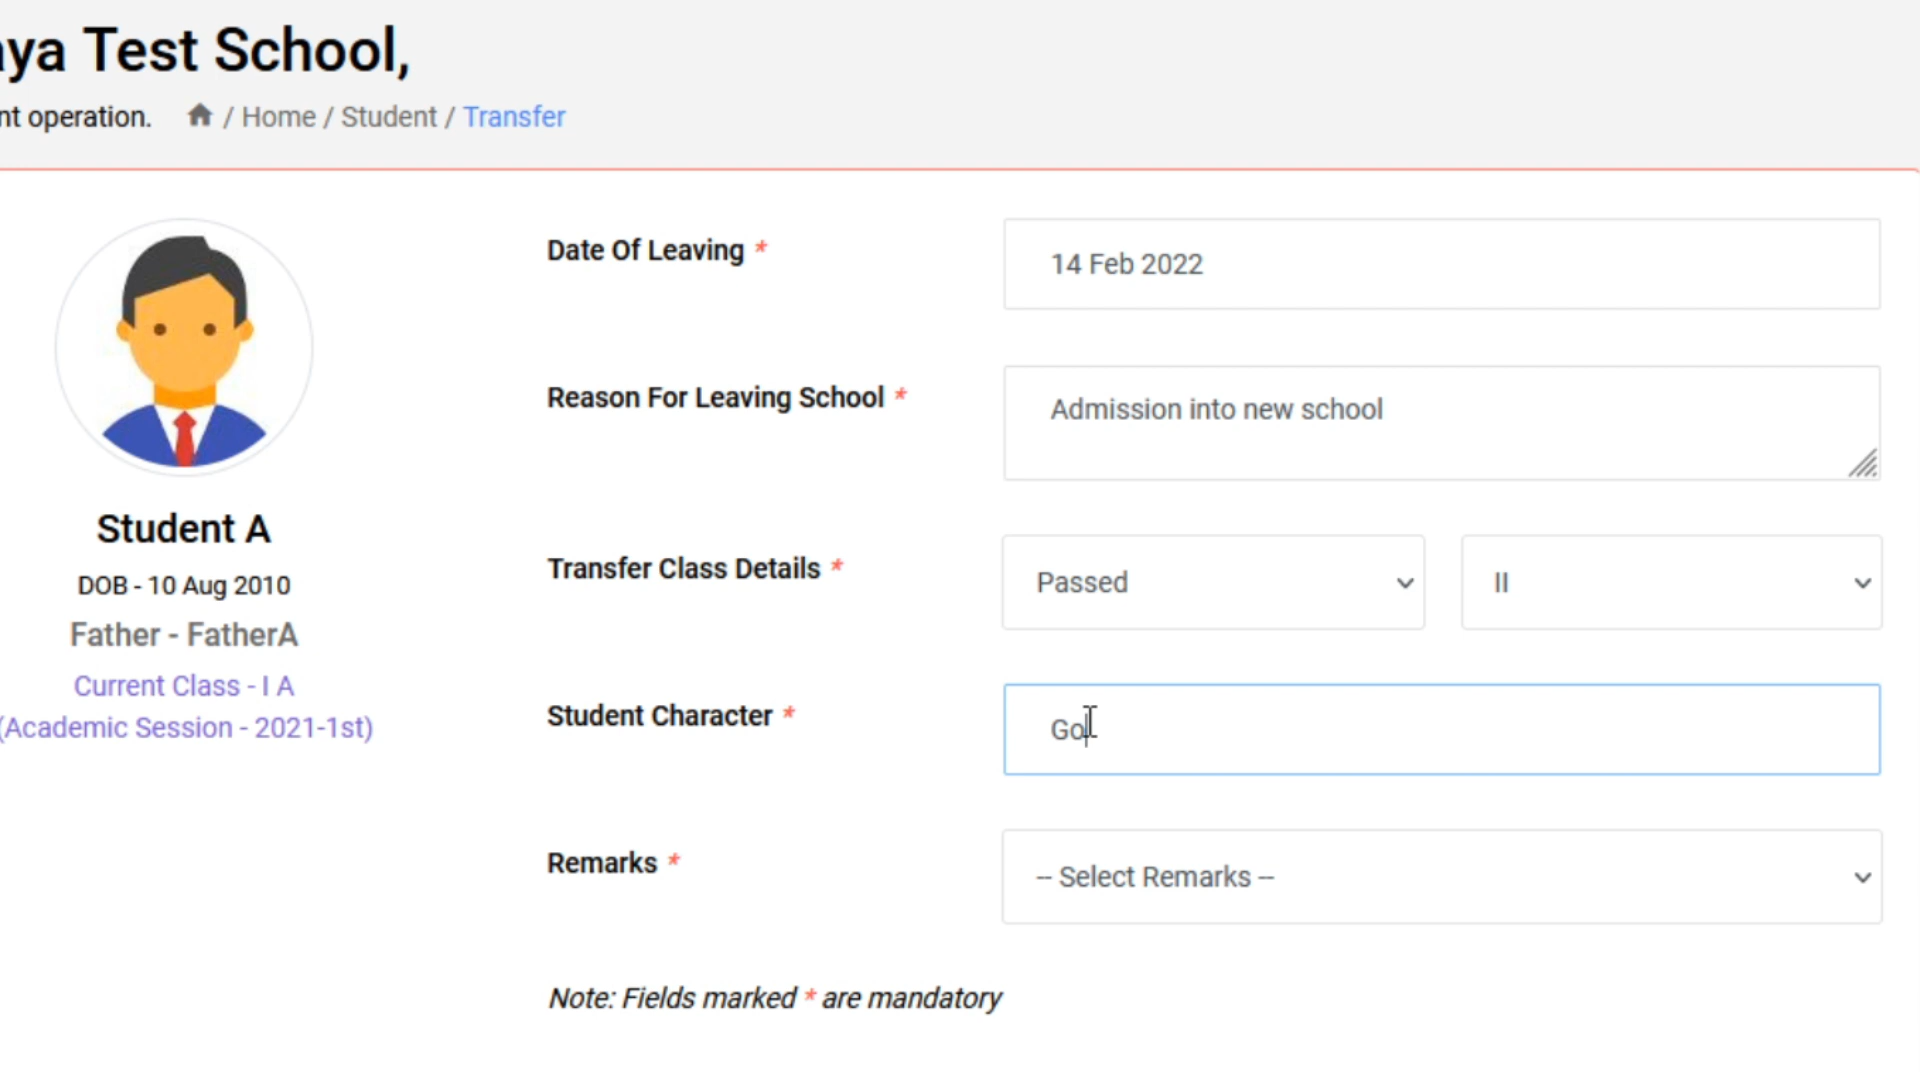 aya Test School,
nt operation. / Home / Student / Transfer
Date Of Leaving *
14 Feb 2022
Reason For Leaving School *
Admission into new school
Student A
DOB - 10 Aug 2010
Father - FatherA
Current Class - I A
(Academic Session - 2021-1st)
Transfer Class Details *
Passed
II
Student Character *
Go
Remarks *
-- Select Remarks --
Note: Fields marked * are mandatory